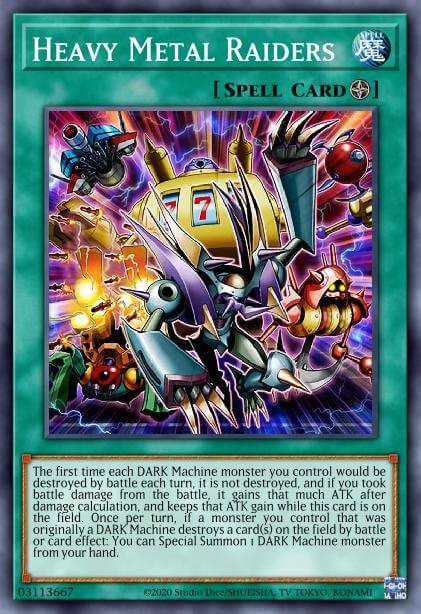 HEAVY METAL RAIDERS
SPELL
魔
[SPELL CARD]
7 7
The first time each DARK Machine monster you control would be
destroyed by battle each turn, it is not destroyed, and if you took
battle damage from the battle, it gains that much ATK after
damage calculation, and keeps that ATK gain while this card is on
the field. Once per turn, if a monster you control that was
originally a DARK Machine destroys a card(s) on the field by battle
or card effect: You can Special Summon 1 DARK Machine monster
from your hand.
03113667
©2020 Studio Dice/SHUEISHA, TV TOKYO, KONAMI